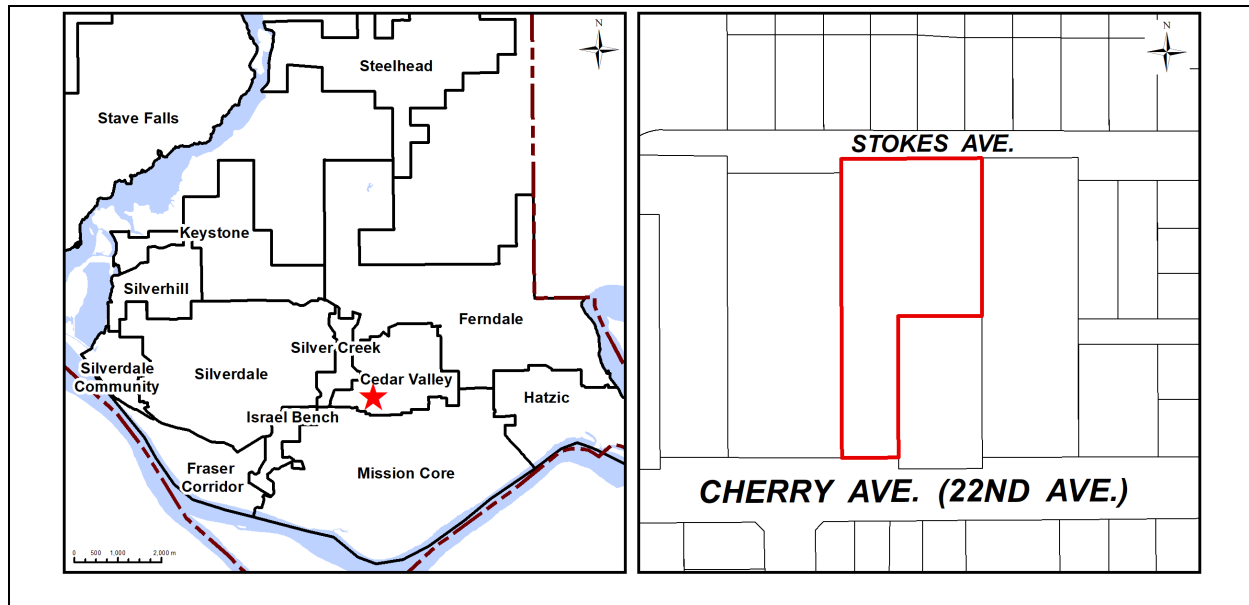 N
Steelhead
Stave Falls
Keystone
Silverhill
Ferndale
Silver Creek
Silverdale
Community
Silverdale
Cedar Valley
Hatzic
Israel Bench
Fraser
Corridor
Mission Core
0 500 1,000 2,000 m
N
STOKES AVE.
CHERRY AVE. (22ND AVE.)